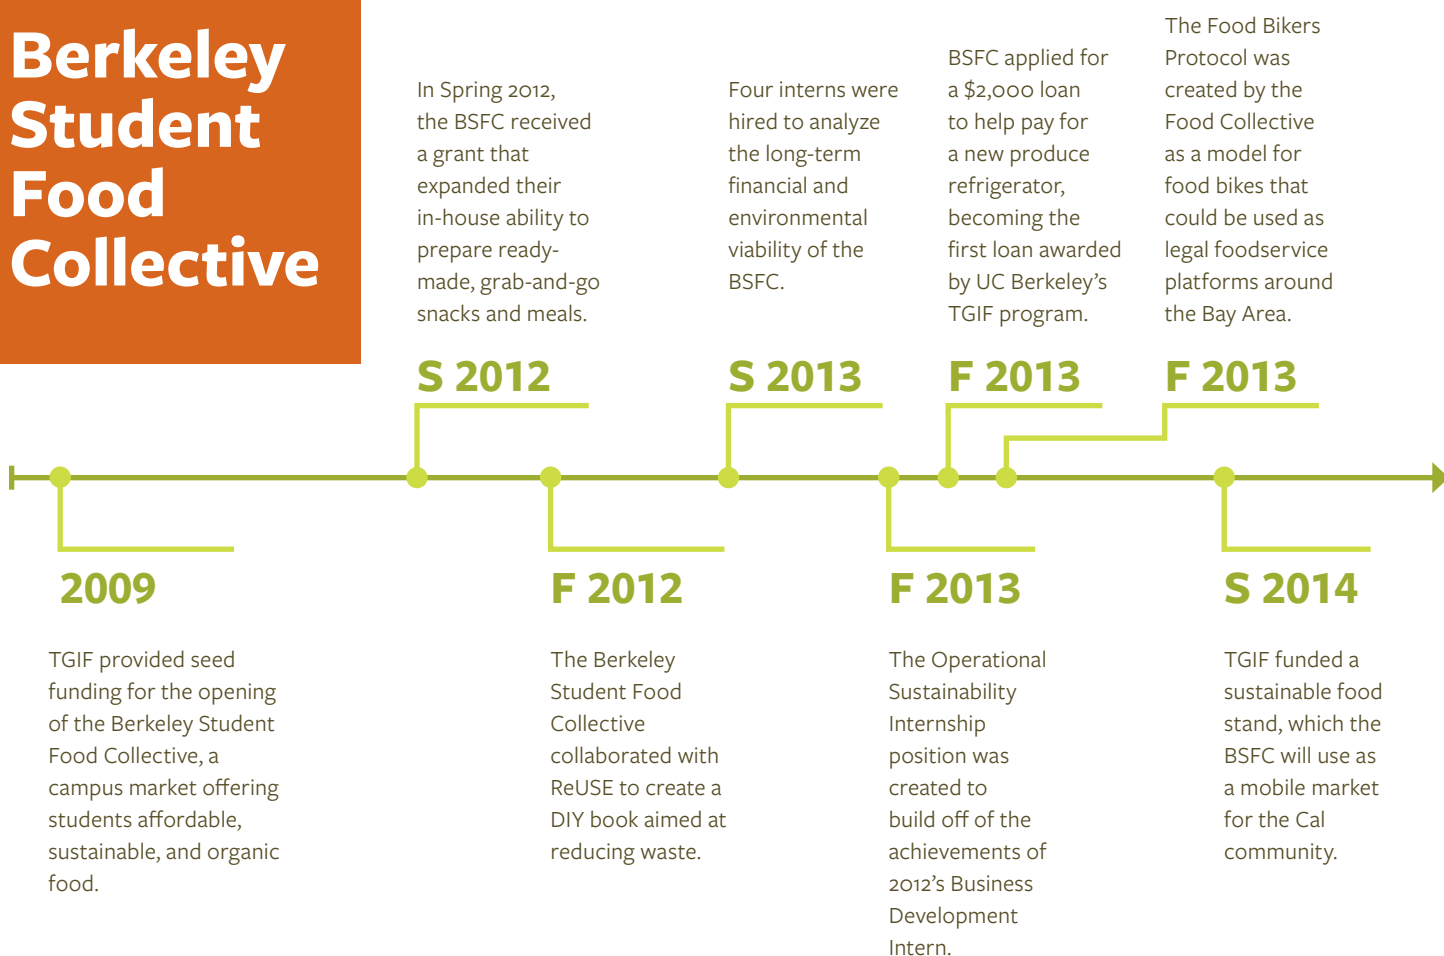 Berkeley
Student
Food
Collective
In Spring 2012,
the BSFC received
a grant that
expanded their
in-house ability to
prepare ready-
made, grab-and-go
snacks and meals.
S 2012
Four interns were
hired to analyze
the long-term
financial and
environmental
viability of the
BSFC.
S 2013
BSFC applied for
a $2,000 loan
to help pay for
a new produce
refrigerator,
becoming the
first loan awarded
by UC Berkeley’s
TGIF program.
F 2013
The Food Bikers
Protocol was
created by the
Food Collective
as a model for
food bikes that
could be used as
legal foodservice
platforms around
the Bay Area.
F 2013
2009
TGIF provided seed
funding for the opening
of the Berkeley Student
Food Collective, a
campus market offering
students affordable,
sustainable, and organic
food.
F 2012
The Berkeley
Student Food
Collective
collaborated with
ReUSE to create a
DIY book aimed at
reducing waste.
F 2013
The Operational
Sustainability
Internship
position was
created to
build off of the
achievements of
2012’s Business
Development
Intern.
S 2014
TGIF funded a
sustainable food
stand, which the
BSFC will use as
a mobile market
for the Cal
community.